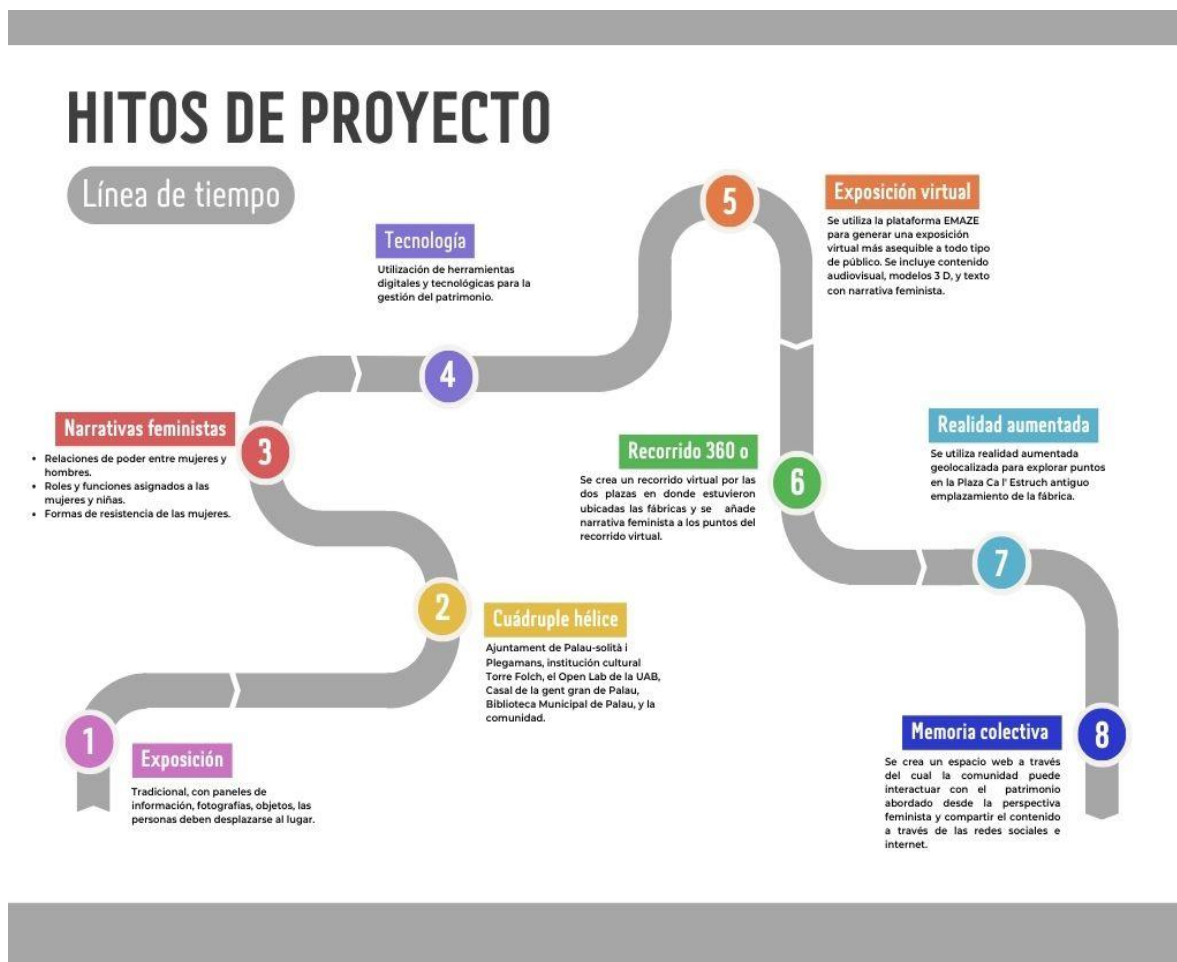 HITOS DE PROYECTO
Línea de tiempo
1
Exposición
Tradicional, con paneles de
información, fotografías, objetos, las
personas deben desplazarse al lugar.
2
Cuádruple hélice
Ajuntament de Palau-solità i
Plegamans, institución cultural
Torre Folch, el Open Lab de la UAB,
Casal de la gent gran de Palau,
Biblioteca Municipal de Palau, y la
comunidad.
3
Narrativas feministas
• Relaciones de poder entre mujeres y
hombres.
• Roles y funciones asignados a las
mujeres y niñas.
• Formas de resistencia de las mujeres.
4
Tecnología
Utilización de herramientas
digitales y tecnológicas para la
gestión del patrimonio.
5
Exposición virtual
Se utiliza la plataforma EMAZE
para generar una exposición
virtual más asequible a todo tipo
de público. Se incluye contenido
audiovisual, modelos 3 D, y texto
con narrativa feminista.
6
Recorrido 360 o
Se crea un recorrido virtual por las
dos plazas en donde estuvieron
ubicadas las fábricas y se añade
narrativa feminista a los puntos del
recorrido virtual.
7
Realidad aumentada
Se utiliza realidad aumentada
geolocalizada para explorar puntos
en la Plaza Ca l' Estruch antiguo
emplazamiento de la fábrica.
8
Memoria colectiva
Se crea un espacio web a través
del cual la comunidad puede
interactuar con el patrimonio
abordado desde la perspectiva
feminista y compartir el contenido
a través de las redes sociales e
internet.